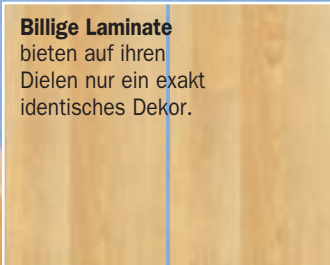 Billige Laminate
bieten auf ihren
Dielen nur ein exakt
identisches Dekor.